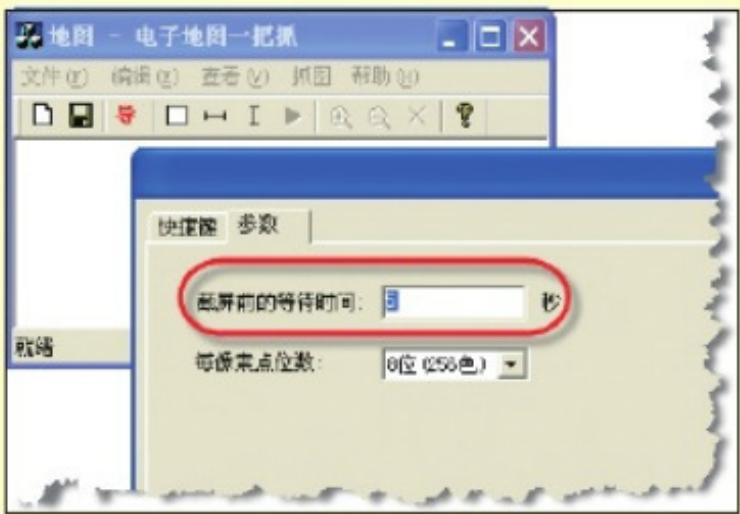 地图 - 电子地图一把抓
文件(F) 编辑(E) 查看(V) 抓图 帮助(H)
快捷键 参数
截屏前的等待时间: 5 秒
就绪
每像素点位数: 8位(256色)